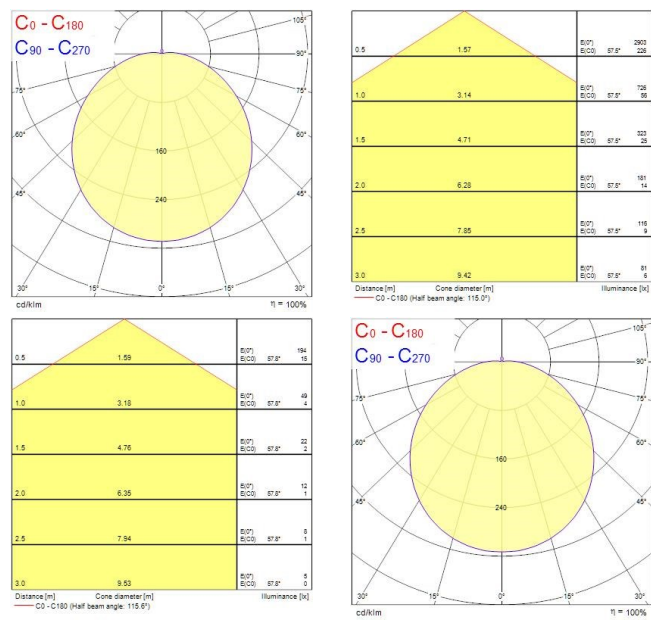 C0 - C180
C90 - C270
105°
90°
75°
60°
45°
160
240
30° 15° 0° 15° 30°
cd/klm η = 100%
0.5 1.57 E(0°) 2903
E(C0) 57.5° 226
1.0 3.14 E(0°) 726
E(C0) 57.5° 56
1.5 4.71 E(0°) 323
E(C0) 57.5° 25
2.0 6.28 E(0°) 181
E(C0) 57.5° 14
2.5 7.85 E(0°) 116
E(C0) 57.5° 9
3.0 9.42 E(0°) 81
E(C0) 57.5° 6
Distance [m] Cone diameter [m] Illuminance [lx]
C0 - C180 (Half beam angle: 115.0°)
0.5 1.59 E(0°) 194
E(C0) 57.8° 15
1.0 3.18 E(0°) 49
E(C0) 57.8° 4
1.5 4.76 E(0°) 22
E(C0) 57.8° 2
2.0 6.35 E(0°) 12
E(C0) 57.8° 1
2.5 7.94 E(0°) 8
E(C0) 57.8° 1
3.0 9.53 E(0°) 5
E(C0) 57.8° 0
Distance [m] Cone diameter [m] Illuminance [lx]
C0 - C180 (Half beam angle: 115.6°)
C0 - C180
C90 - C270
105°
90°
75°
60°
45°
160
240
30° 15° 0° 15° 30°
cd/klm η = 100%